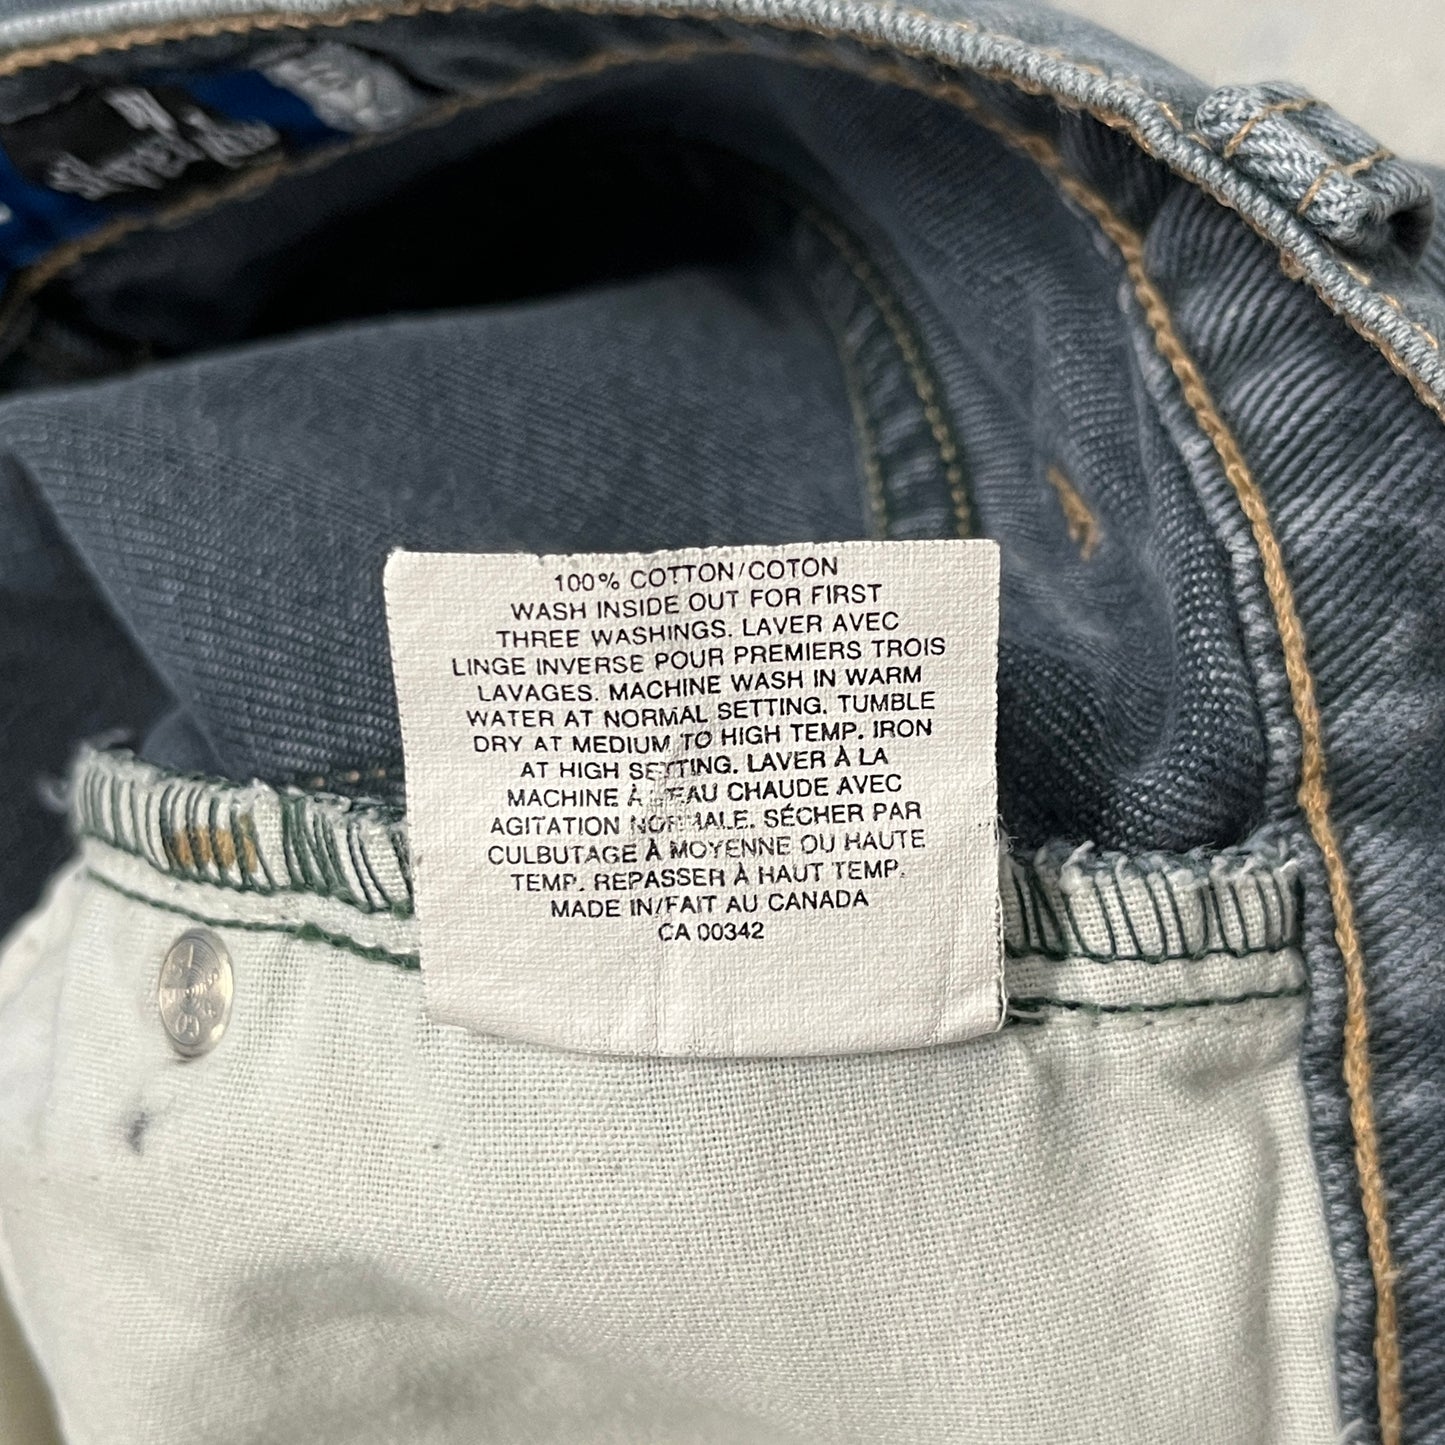 100% COTTON/COTON
WASH INSIDE OUT FOR FIRST
THREE WASHINGS. LAVER AVEC
LINGE INVERSE POUR PREMIERS TROIS
LAVAGES. MACHINE WASH IN WARM
WATER AT NORMAL SETTING. TUMBLE
DRY AT MEDIUM TO HIGH TEMP. IRON
AT HIGH SETTING. LAVER À LA
MACHINE À L'EAU CHAUDE AVEC
AGITATION NORMALE. SÉCHER PAR
CULBUTAGE À MOYENNE OU HAUTE
TEMP. REPASSER À HAUT TEMP.
MADE IN/FAIT AU CANADA
CA 00342